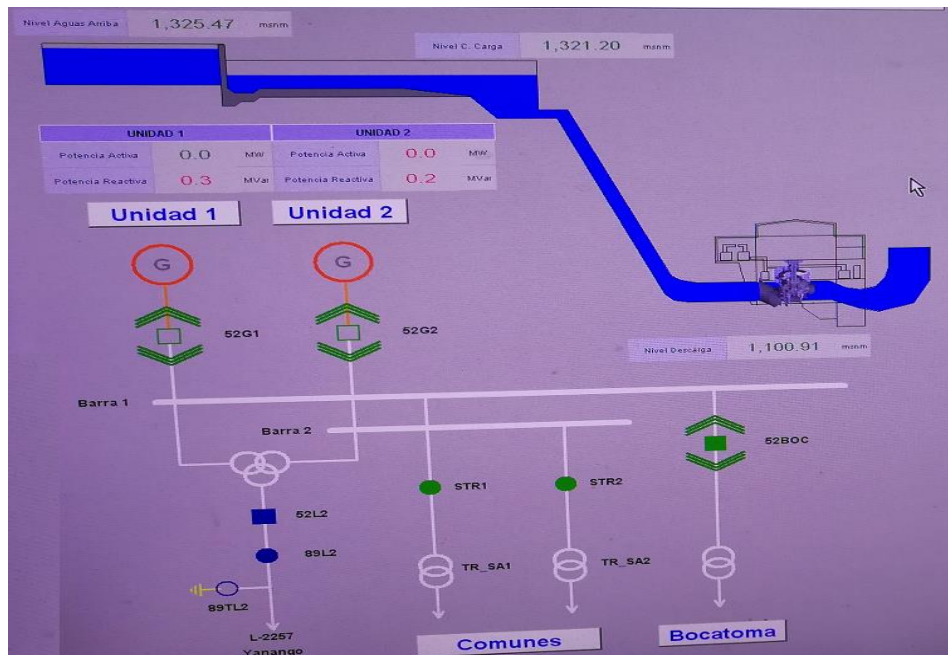 Nivel Aguas Arriba 1,325.47 msnm
Nivel C. Carga 1,321.20 msnm
UNIDAD 1 UNIDAD 2
Potencia Activa 0.0 MW Potencia Activa 0.0 MW
Potencia Reactiva 0.3 MVar Potencia Reactiva 0.2 MVar
Unidad 1 Unidad 2
G G
52G1 52G2
Nivel Descarga 1,100.91 msnm
Barra 1
Barra 2
52BOC
STR1 STR2
52L2
89L2
TR_SA1 TR_SA2
89TL2
L-2257
Yanango
Comunes Bocatoma